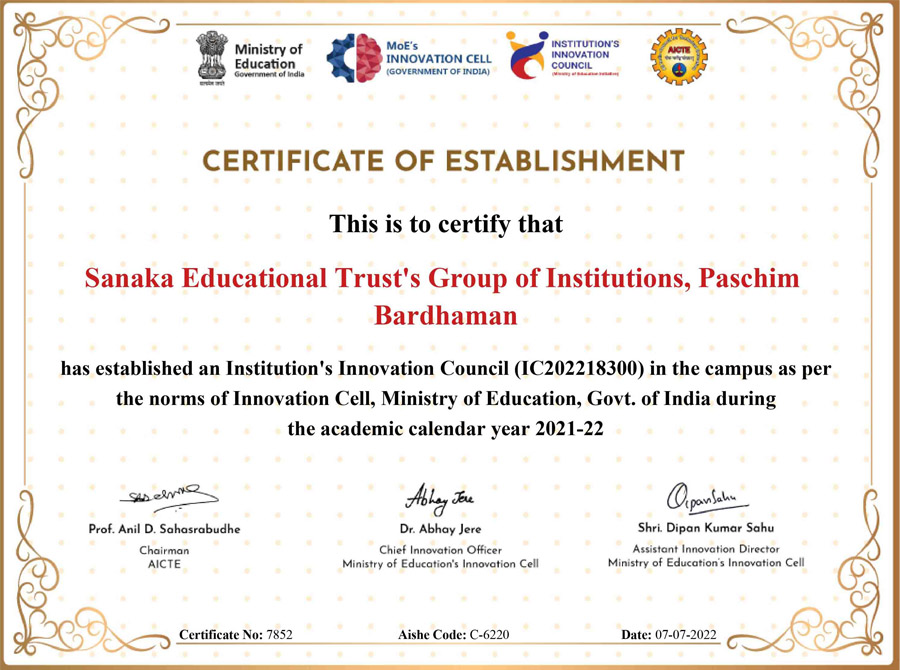 Ministry of
Education
Government of India
MoE's
INNOVATION CELL
(GOVERNMENT OF INDIA)
INSTITUTION'S
INNOVATION
COUNCIL
(Ministry of Education Initiative)
AICTE
CERTIFICATE OF ESTABLISHMENT
This is to certify that
Sanaka Educational Trust's Group of Institutions, Paschim
Bardhaman
has established an Institution's Innovation Council (IC202218300) in the campus as per
the norms of Innovation Cell, Ministry of Education, Govt. of India during
the academic calendar year 2021-22
Abhay Jere
Dipan Sahu
Prof. Anil D. Sahasrabudhe
Dr. Abhay Jere
Shri. Dipan Kumar Sahu
Chairman
AICTE
Chief Innovation Officer
Ministry of Education's Innovation Cell
Assistant Innovation Director
Ministry of Education's Innovation Cell
Certificate No: 7852
Aishe Code: C-6220
Date: 07-07-2022